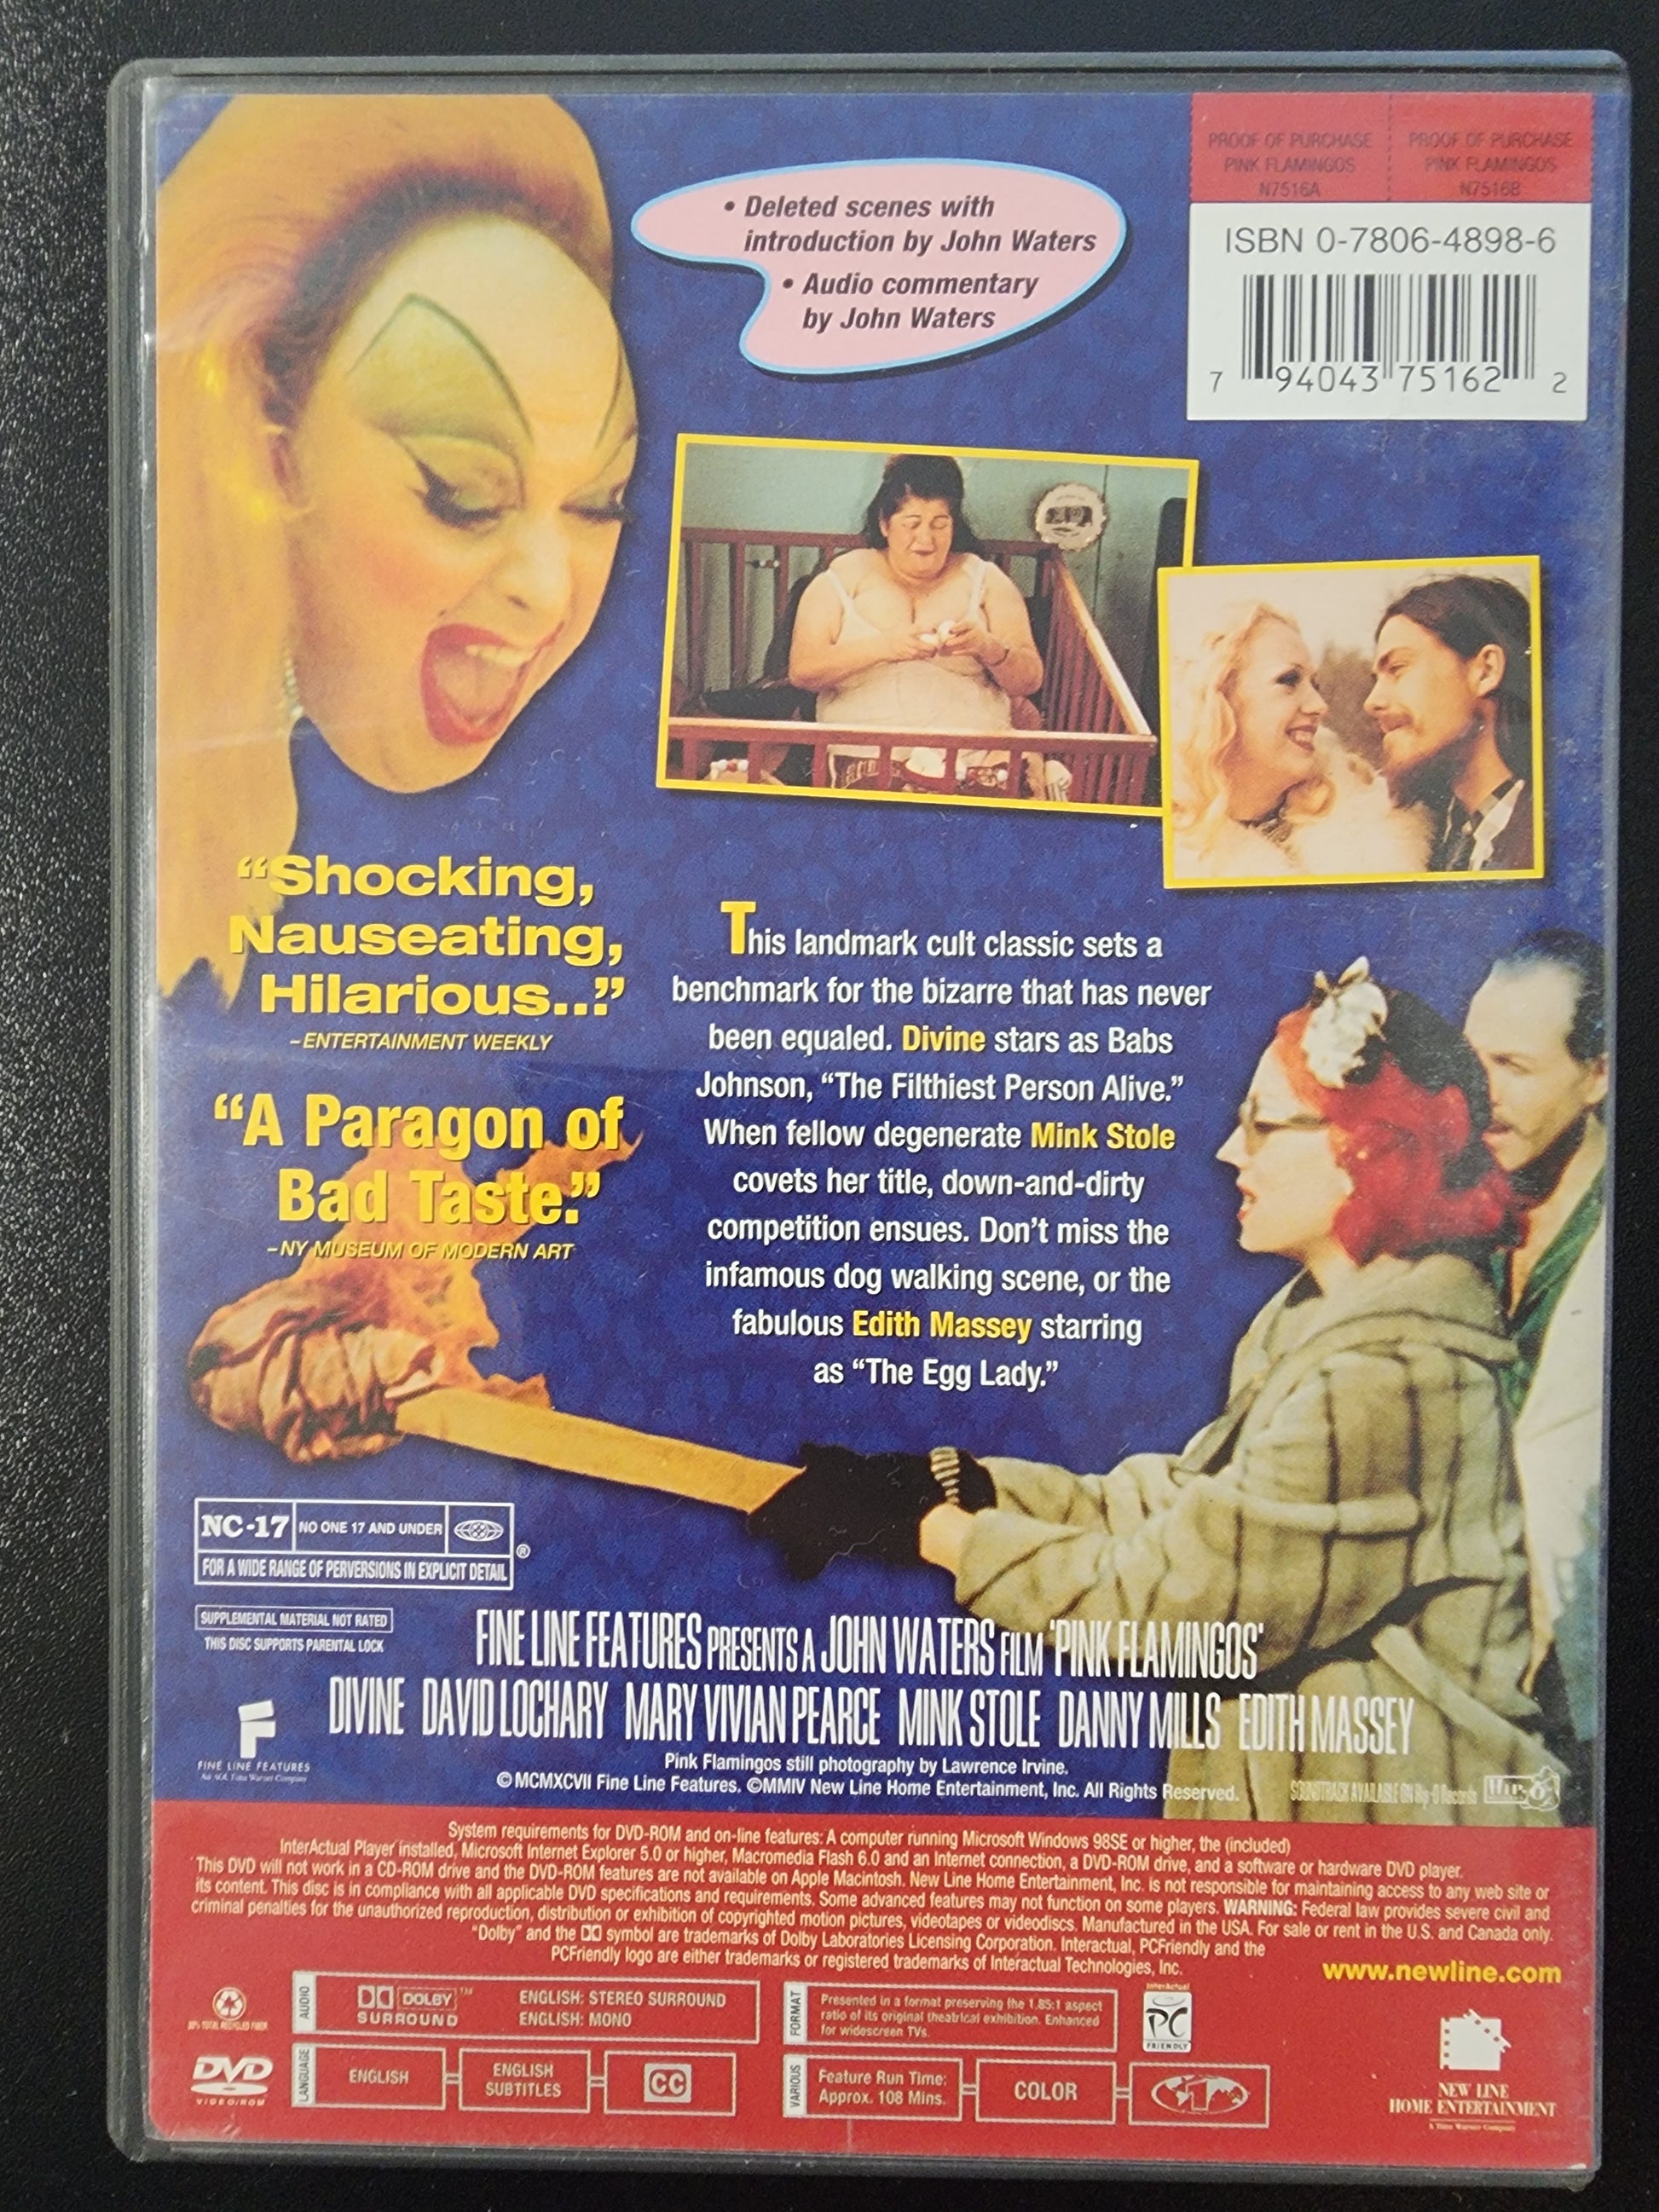 PROOF OF PURCHASE
PINK FLAMINGOS
N7516A
PROOF OF PURCHASE
PINK FLAMINGOS
N7516B
ISBN 0-7806-4898-6
7 94043 75162 2
• Deleted scenes with
introduction by John Waters
• Audio commentary
by John Waters
“Shocking,
Nauseating,
Hilarious...”
–ENTERTAINMENT WEEKLY
“A Paragon of
Bad Taste.”
–NY MUSEUM OF MODERN ART
This landmark cult classic sets a
benchmark for the bizarre that has never
been equaled. Divine stars as Babs
Johnson, “The Filthiest Person Alive.”
When fellow degenerate Mink Stole
covets her title, down-and-dirty
competition ensues. Don’t miss the
infamous dog walking scene, or the
fabulous Edith Massey starring
as “The Egg Lady.”
NC-17 NO ONE 17 AND UNDER ®
FOR A WIDE RANGE OF PERVERSIONS IN EXPLICIT DETAIL
SUPPLEMENTAL MATERIAL NOT RATED
THIS DISC SUPPORTS PARENTAL LOCK
FINE LINE FEATURES PRESENTS A JOHN WATERS FILM 'PINK FLAMINGOS'
DIVINE DAVID LOCHARY MARY VIVIAN PEARCE MINK STOLE DANNY MILLS EDITH MASSEY
F
FINE LINE FEATURES
An AOL Time Warner Company
Pink Flamingos still photography by Lawrence Irvine.
©MCMXCVII Fine Line Features. ©MMIV New Line Home Entertainment, Inc. All Rights Reserved.
SOUNDTRACK AVAILABLE ON Hip-O Records
System requirements for DVD-ROM and on-line features: A computer running Microsoft Windows 98SE or higher, the (included)
InterActual Player installed, Microsoft Internet Explorer 5.0 or higher, Macromedia Flash 6.0 and an Internet connection, a DVD-ROM drive, and a software or hardware DVD player.
This DVD will not work in a CD-ROM drive and the DVD-ROM features are not available on Apple Macintosh. New Line Home Entertainment, Inc. is not responsible for maintaining access to any web site or
its content. This disc is in compliance with all applicable DVD specifications and requirements. Some advanced features may not function on some players. WARNING: Federal law provides severe civil and
criminal penalties for the unauthorized reproduction, distribution or exhibition of copyrighted motion pictures, videotapes or videodiscs. Manufactured in the USA. For sale or rent in the U.S. and Canada only.
“Dolby” and the symbol are trademarks of Dolby Laboratories Licensing Corporation. Interactual, PCFriendly and the
PCFriendly logo are either trademarks or registered trademarks of Interactual Technologies, Inc.
www.newline.com
AUDIO
DOLBY™
SURROUND
ENGLISH: STEREO SURROUND
ENGLISH: MONO
FORMAT
Presented in a format preserving the 1.85:1 aspect
ratio of its original theatrical exhibition. Enhanced
for widescreen TVs.
InterActual
PC
FRIENDLY
DVD
VIDEO/ROM
LANGUAGE
ENGLISH
ENGLISH
SUBTITLES
CC
VARIOUS
Feature Run Time:
Approx. 108 Mins.
COLOR
1
NEW LINE
HOME ENTERTAINMENT
A Time Warner Company